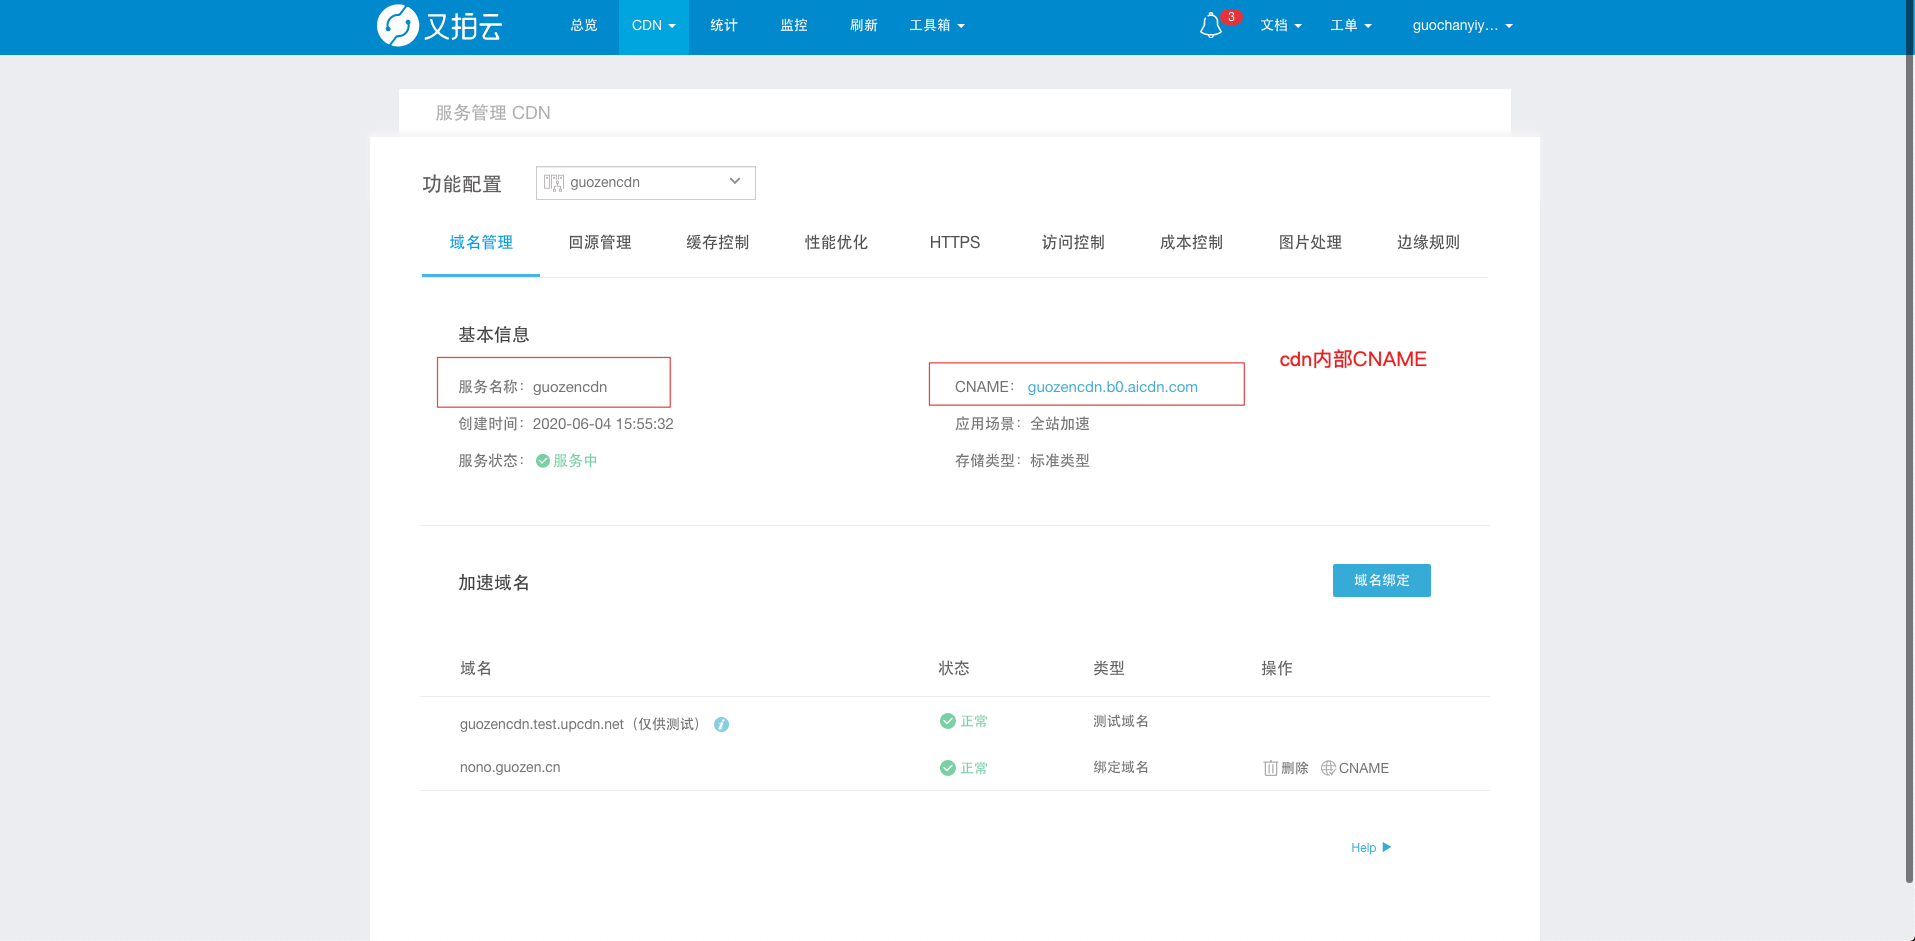 又拍云 总览 CDN 统计 监控 刷新 工具箱 3 文档 工单 guochanyiy...
服务管理 CDN
功能配置 guozencdn
域名管理 回源管理 缓存控制 性能优化 HTTPS 访问控制 成本控制 图片处理 边缘规则
基本信息
cdn内部CNAME
服务名称： guozencdn CNAME： guozencdn.b0.aicdn.com
创建时间： 2020-06-04 15:55:32 应用场景： 全站加速
服务状态： 服务中 存储类型： 标准类型
加速域名 域名绑定
域名 状态 类型 操作
guozencdn.test.upcdn.net（仅供测试） 正常 测试域名
nono.guozen.cn 正常 绑定域名 删除 CNAME
Help